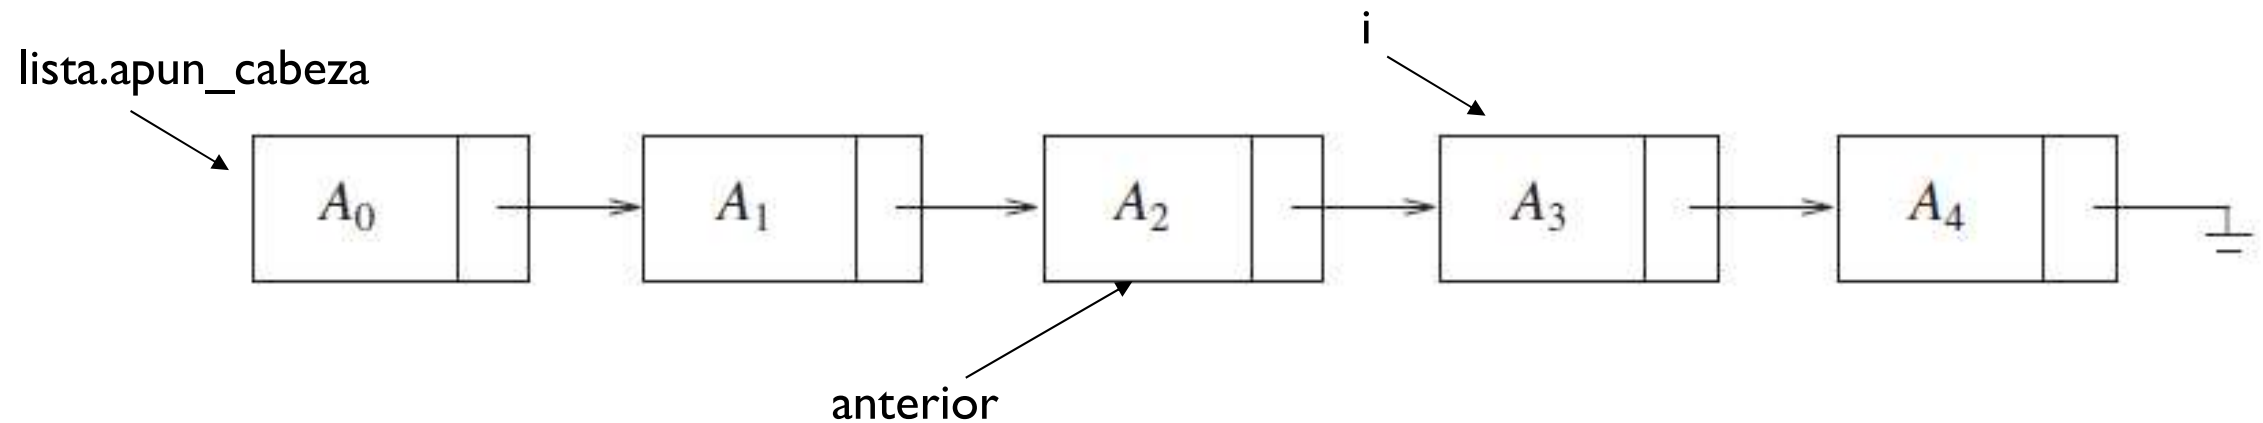 i
lista.apun_cabeza
A₀ A₁ A₂ A₃ A₄
anterior